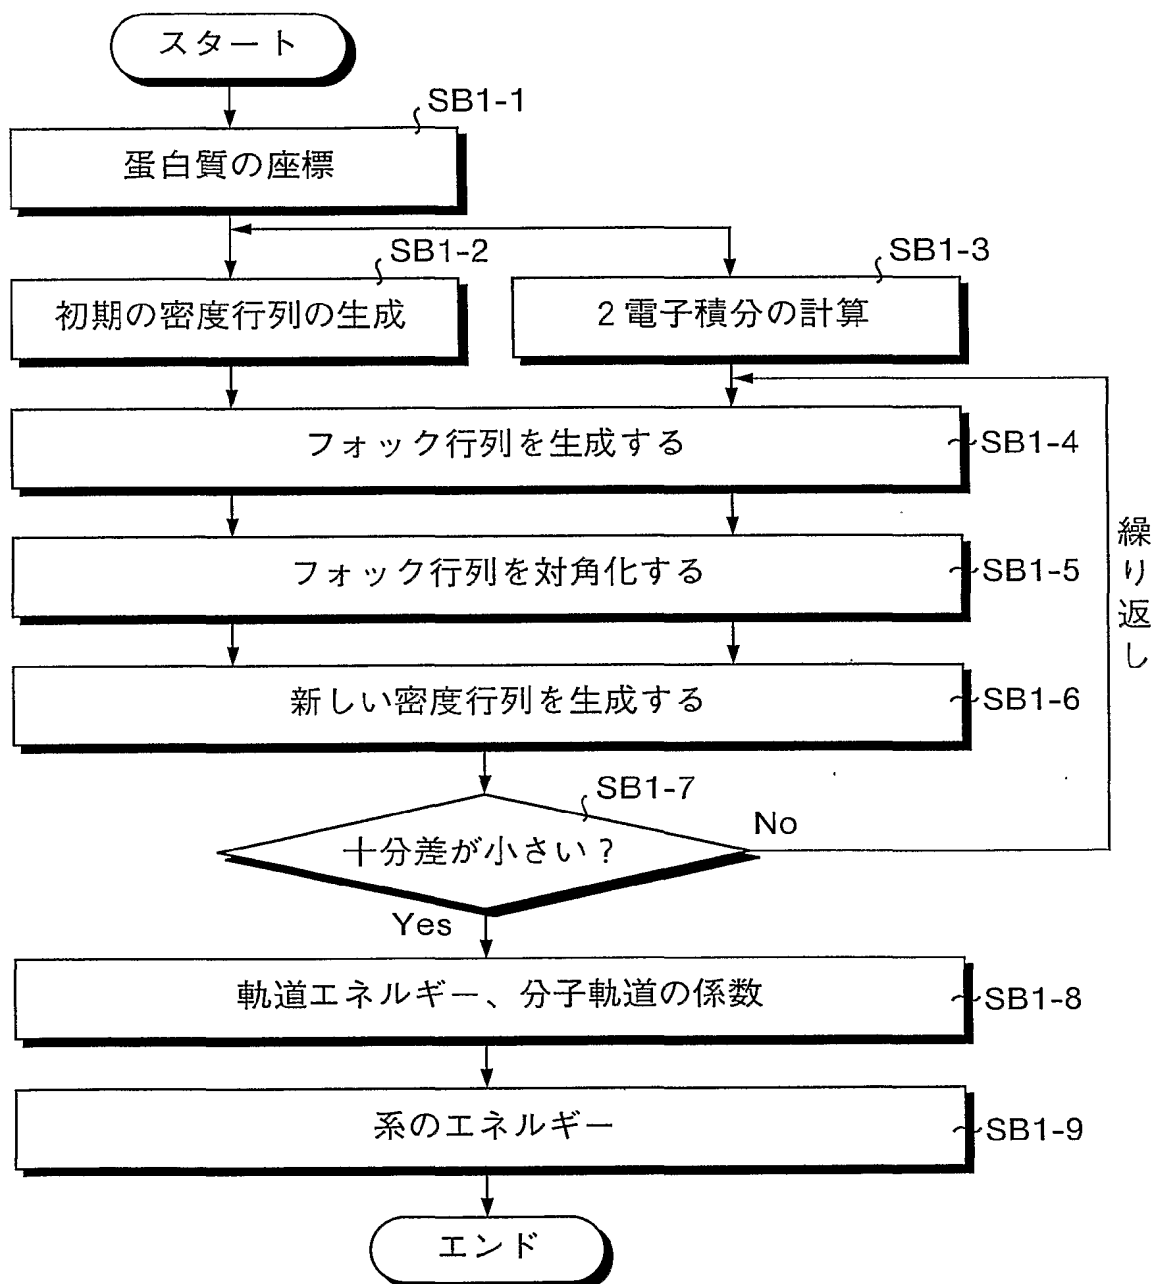 スタート
SB1-1
蛋白質の座標
SB1-2
初期の密度行列の生成
SB1-3
2電子積分の計算
フォック行列を生成する
SB1-4
フォック行列を対角化する
SB1-5
繰り返し
新しい密度行列を生成する
SB1-6
SB1-7
十分差が小さい?
No
Yes
軌道エネルギー、分子軌道の係数
SB1-8
系のエネルギー
SB1-9
エンド